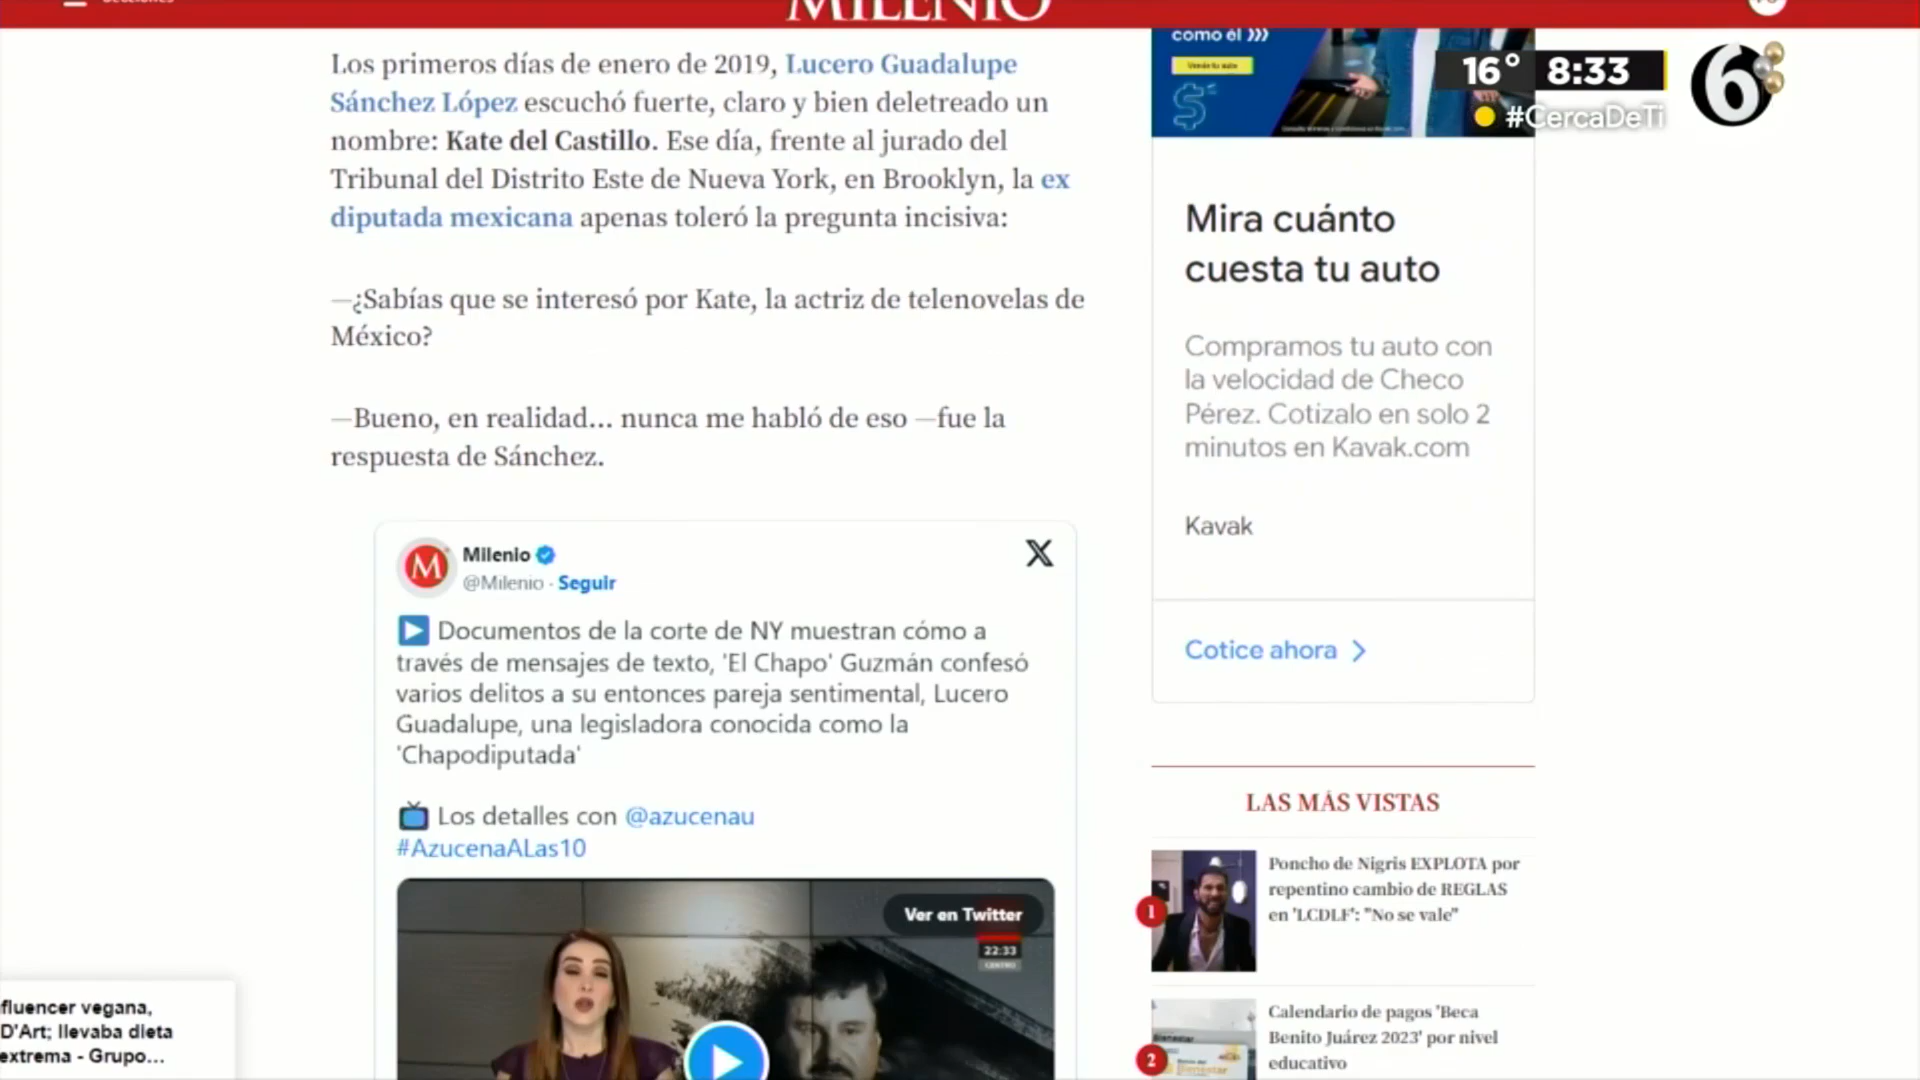 MILENIO
Los primeros días de enero de 2019, Lucero Guadalupe
Sánchez López escuchó fuerte, claro y bien deletreado un
nombre: Kate del Castillo. Ese día, frente al jurado del
Tribunal del Distrito Este de Nueva York, en Brooklyn, la ex
diputada mexicana apenas toleró la pregunta incisiva:
—¿Sabías que se interesó por Kate, la actriz de telenovelas de
México?
—Bueno, en realidad... nunca me habló de eso —fue la
respuesta de Sánchez.
Milenio
@Milenio · Seguir
X
Documentos de la corte de NY muestran cómo a
través de mensajes de texto, 'El Chapo' Guzmán confesó
varios delitos a su entonces pareja sentimental, Lucero
Guadalupe, una legisladora conocida como la
'Chapodiputada'
Los detalles con @azucenau
#AzucenaALas10
Ver en Twitter
22:33
CENTRO
fluencer vegana,
D'Art; llevaba dieta
extrema - Grupo...
como él >>>
Vende tu auto
16° 8:33
#CercaDeTi
6
Mira cuánto
cuesta tu auto
Compramos tu auto con
la velocidad de Checo
Pérez. Cotízalo en solo 2
minutos en Kavak.com
Kavak
Cotice ahora >
LAS MÁS VISTAS
1
Poncho de Nigris EXPLOTA por
repentino cambio de REGLAS
en 'LCDLF': "No se vale"
2
Calendario de pagos 'Beca
Benito Juárez 2023' por nivel
educativo
Bienestar